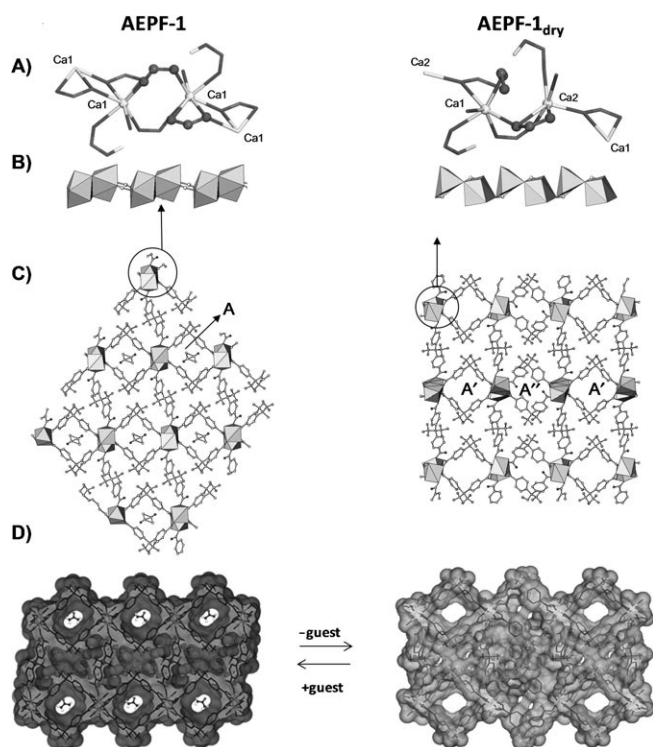 AEPF-1
AEPF-1dry
A)
Ca1
Ca1
Ca1
Ca1
Ca2
Ca1
Ca2
Ca1
B)
C)
A
A′ A″ A′
D)
–guest
+guest